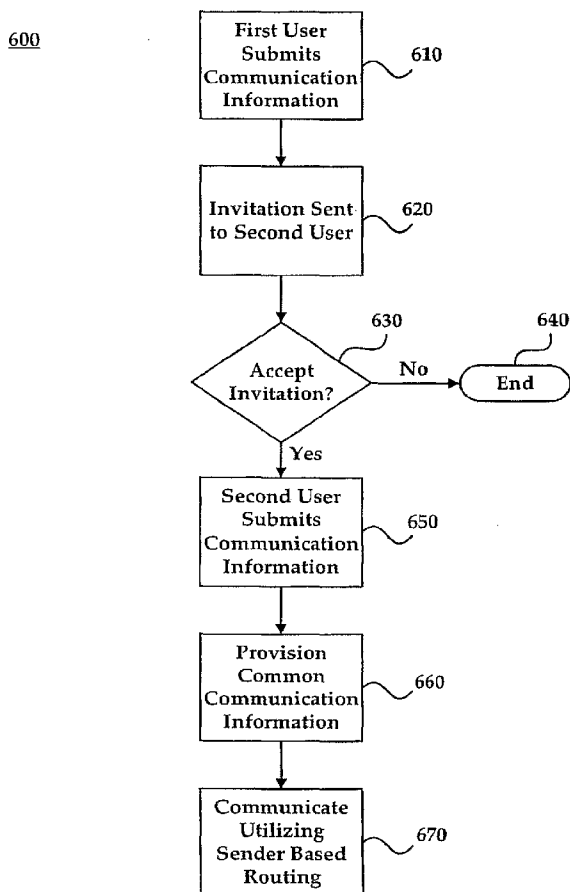 600
First User
Submits
Communication
Information
610
Invitation Sent
to Second User
620
630
Accept
Invitation?
No
640
End
Yes
Second User
Submits
Communication
Information
650
Provision
Common
Communication
Information
660
Communicate
Utilizing
Sender Based
Routing
670